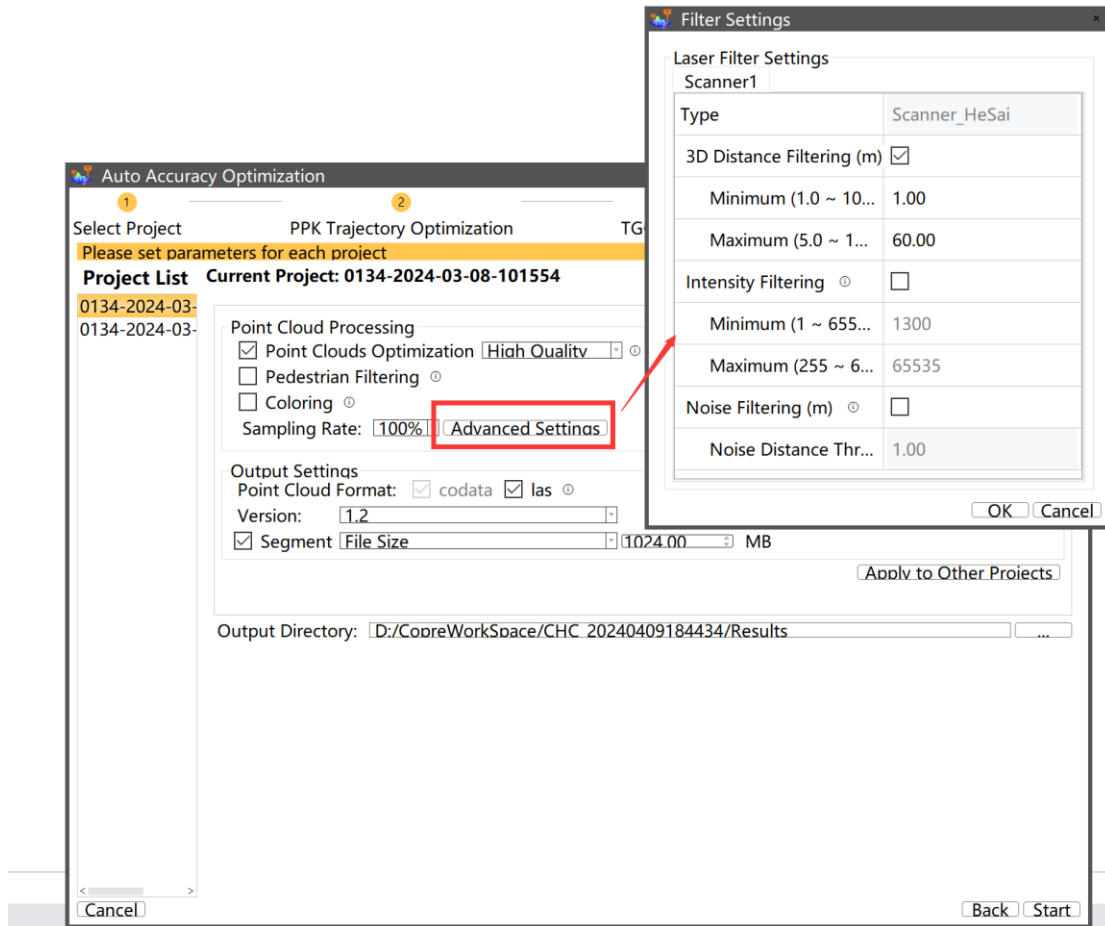 Filter Settings
×
Laser Filter Settings
Scanner1
Type Scanner_HeSai
3D Distance Filtering (m)
Minimum (1.0 ~ 10... 1.00
Maximum (5.0 ~ 1... 60.00
Intensity Filtering
Minimum (1 ~ 655... 1300
Maximum (255 ~ 6... 65535
Noise Filtering (m)
Noise Distance Thr... 1.00
OK Cancel
Auto Accuracy Optimization
1 2
Select Project PPK Trajectory Optimization
Please set parameters for each project
Project List Current Project: 0134-2024-03-08-101554
0134-2024-03-
0134-2024-03-
Point Cloud Processing
Point Clouds Optimization High Quality
Pedestrian Filtering
Coloring
Sampling Rate: 100% Advanced Settings
Output Settings
Point Cloud Format: codata las
Version: 1.2
Segment File Size 1024.00 MB
Apply to Other Projects
Output Directory: D:/CopreWorkSpace/CHC_20240409184434/Results ...
Cancel Back Start